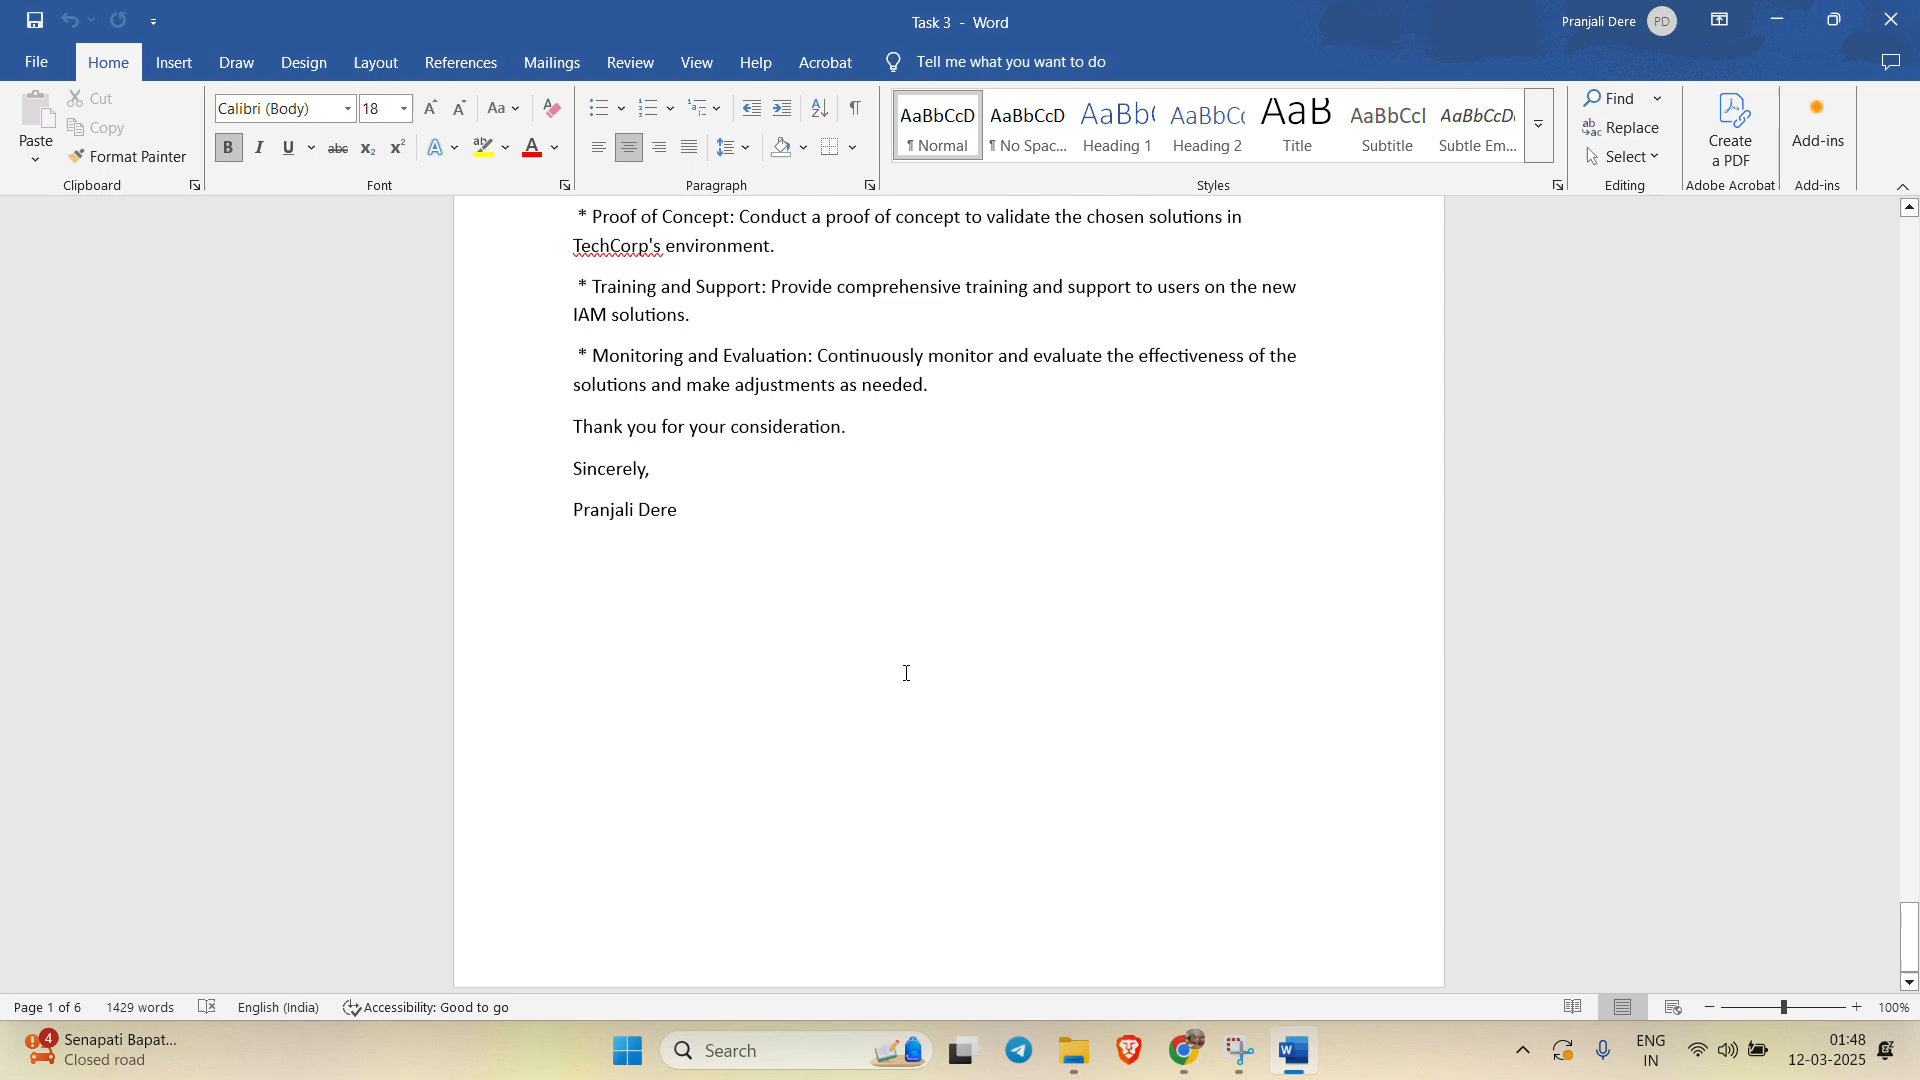 Task 3 - Word
Pranjali Dere PD
File Home Insert Draw Design Layout References Mailings Review View Help Acrobat Tell me what you want to do
Paste
Cut
Copy
Format Painter
Clipboard
Calibri (Body) 18
Font
Paragraph
AaBbCcD AaBbCcD AaBb( AaBbC AaB AaBbCcl AaBbCcD
¶ Normal ¶ No Spac... Heading 1 Heading 2 Title Subtitle Subtle Em...
Styles
Find
Replace
Select
Editing
Create
a PDF
Adobe Acrobat
Add-ins
Add-ins
* Proof of Concept: Conduct a proof of concept to validate the chosen solutions in
TechCorp's environment.
* Training and Support: Provide comprehensive training and support to users on the new
IAM solutions.
* Monitoring and Evaluation: Continuously monitor and evaluate the effectiveness of the
solutions and make adjustments as needed.
Thank you for your consideration.
Sincerely,
Pranjali Dere
Page 1 of 6 1429 words English (India) Accessibility: Good to go 100%
4 Senapati Bapat...
Closed road
Search
ENG
IN
01:48
12-03-2025